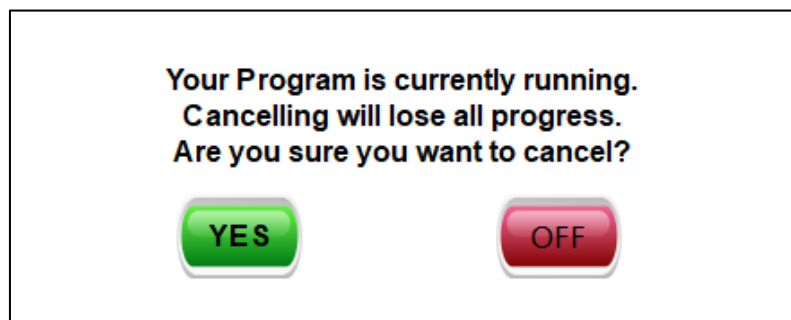 Your Program is currently running.
Cancelling will lose all progress.
Are you sure you want to cancel?
YES OFF